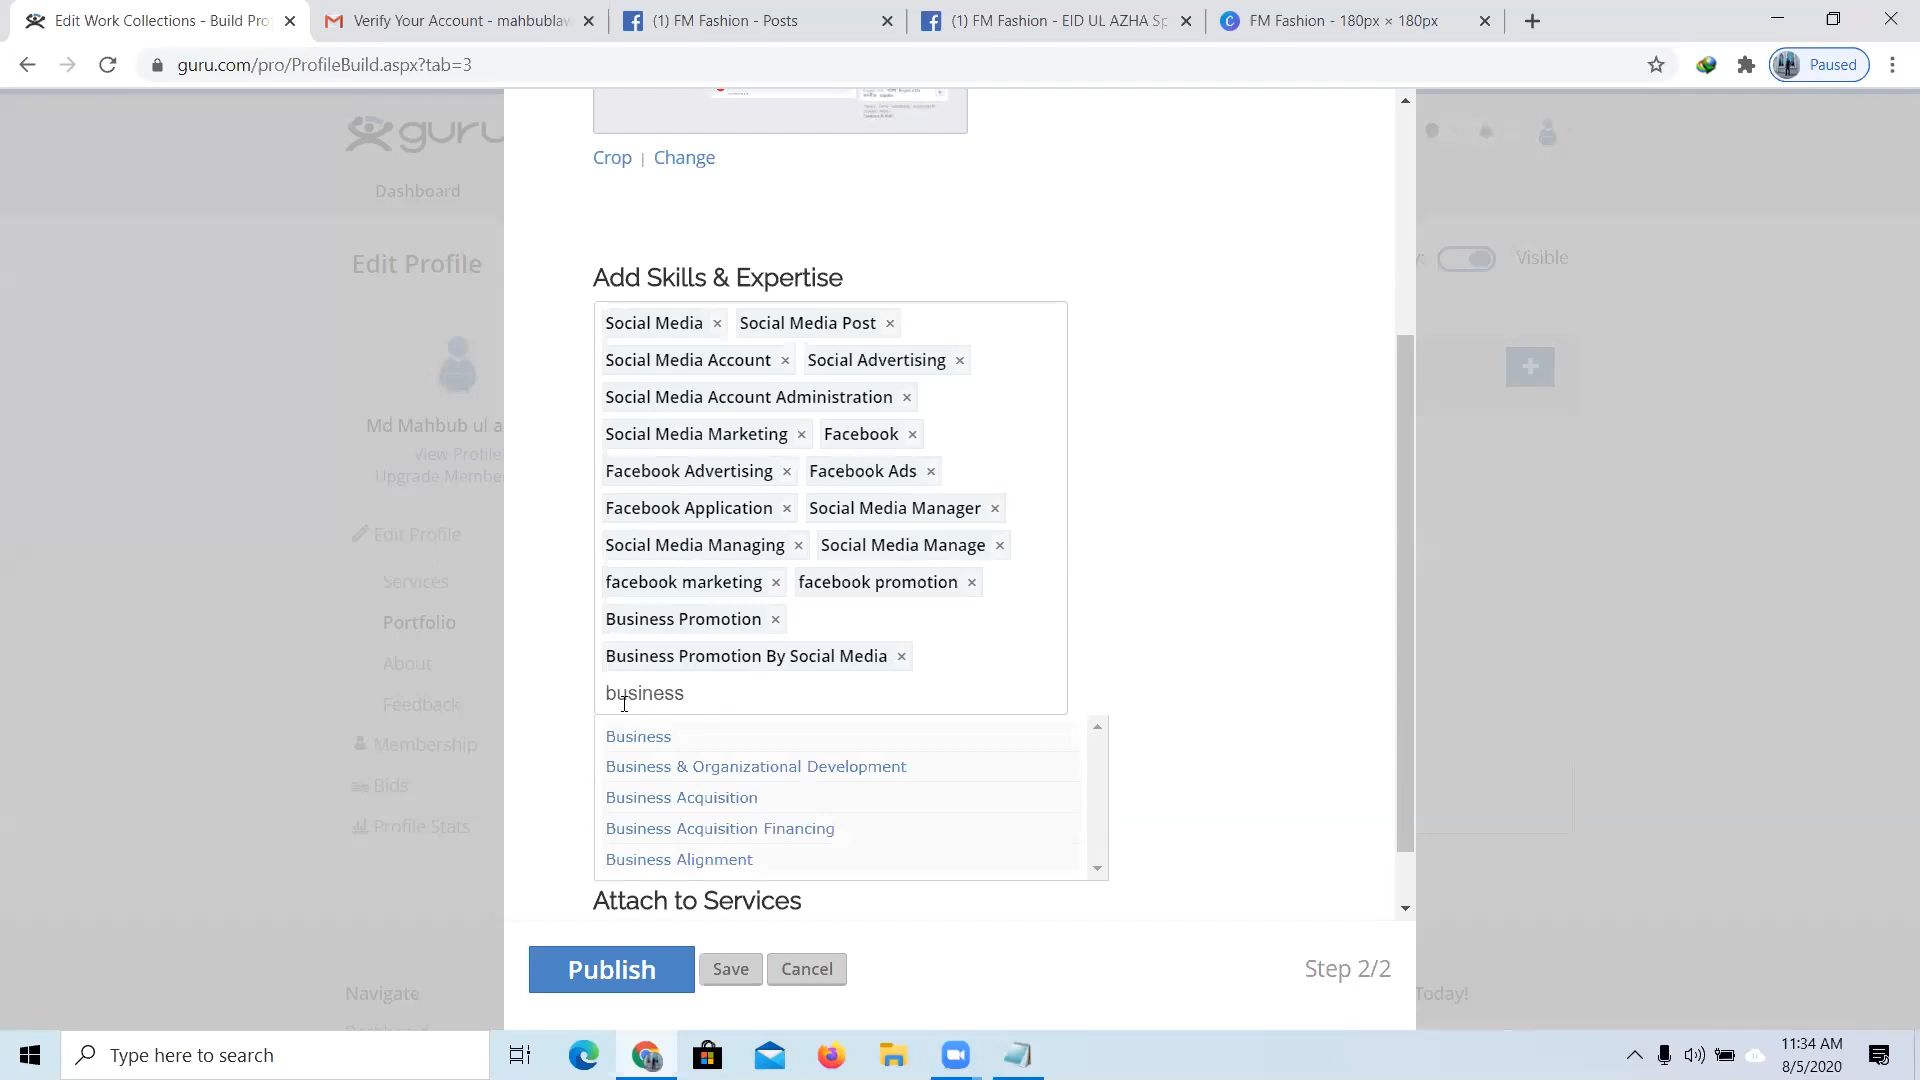 Edit Work Collections - Build Pro
Verify Your Account - mahbublaw
(1) FM Fashion - Posts
(1) FM Fashion - EID UL AZHA Sp
FM Fashion - 180px × 180px
guru.com/pro/ProfileBuild.aspx?tab=3
Paused
guru
Crop | Change
Dashboard
Edit Profile
Add Skills & Expertise
y:
Visible
Social Media × Social Media Post ×
Social Media Account × Social Advertising ×
Social Media Account Administration ×
Social Media Marketing × Facebook ×
Facebook Advertising × Facebook Ads ×
Facebook Application × Social Media Manager ×
Social Media Managing × Social Media Manage ×
facebook marketing × facebook promotion ×
Business Promotion ×
Business Promotion By Social Media ×
business
Business
Business & Organizational Development
Business Acquisition
Business Acquisition Financing
Business Alignment
Attach to Services
Md Mahbub ul a
View Profile
Upgrade Membe
Edit Profile
Services
Portfolio
About
Feedback
Membership
Bids
Profile Stats
Publish
Save
Cancel
Step 2/2
Navigate
Today!
Type here to search
11:34 AM
8/5/2020